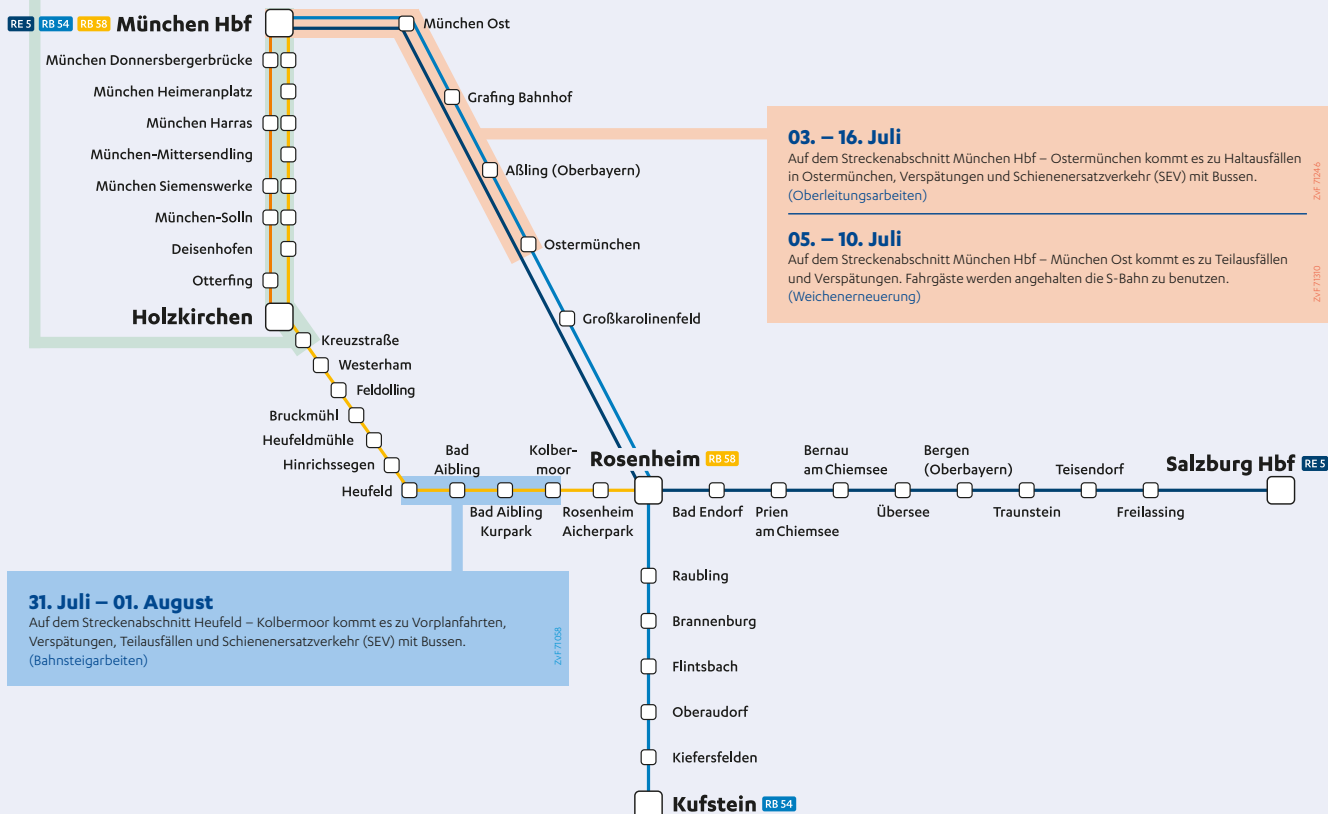 RE 5 RB 54 RB 58 München Hbf
München Ost
München Donnersbergerbrücke
München Heimeranplatz
Grafing Bahnhof
München Harras
03. – 16. Juli
Auf dem Streckenabschnitt München Hbf – Ostermünchen kommt es zu Haltausfällen
in Ostermünchen, Verspätungen und Schienenersatzverkehr (SEV) mit Bussen.
(Oberleitungsarbeiten)
ZvF 71246
München-Mittersendling
Aßling (Oberbayern)
München Siemenswerke
München-Solln
05. – 10. Juli
Auf dem Streckenabschnitt München Hbf – München Ost kommt es zu Teilausfällen
und Verspätungen. Fahrgäste werden angehalten die S-Bahn zu benutzen.
(Weichenerneuerung)
ZvF 71310
Ostermünchen
Deisenhofen
Otterfing
Holzkirchen
Großkarolinenfeld
Kreuzstraße
Westerham
Feldolling
Bruckmühl
Heufeldmühle
Hinrichssegen
Heufeld
Bad
Aibling
Bad Aibling
Kurpark
Kolber-
moor
Rosenheim
Aicherpark
Rosenheim RB 58
Bad Endorf
Prien
am Chiemsee
Bernau
am Chiemsee
Übersee
Bergen
(Oberbayern)
Traunstein
Teisendorf
Freilassing
Salzburg Hbf RE 5
31. Juli – 01. August
Auf dem Streckenabschnitt Heufeld – Kolbermoor kommt es zu Vorplanfahrten,
Verspätungen, Teilausfällen und Schienenersatzverkehr (SEV) mit Bussen.
(Bahnsteigarbeiten)
ZvF 71058
Raubling
Brannenburg
Flintsbach
Oberaudorf
Kiefersfelden
Kufstein RB 54